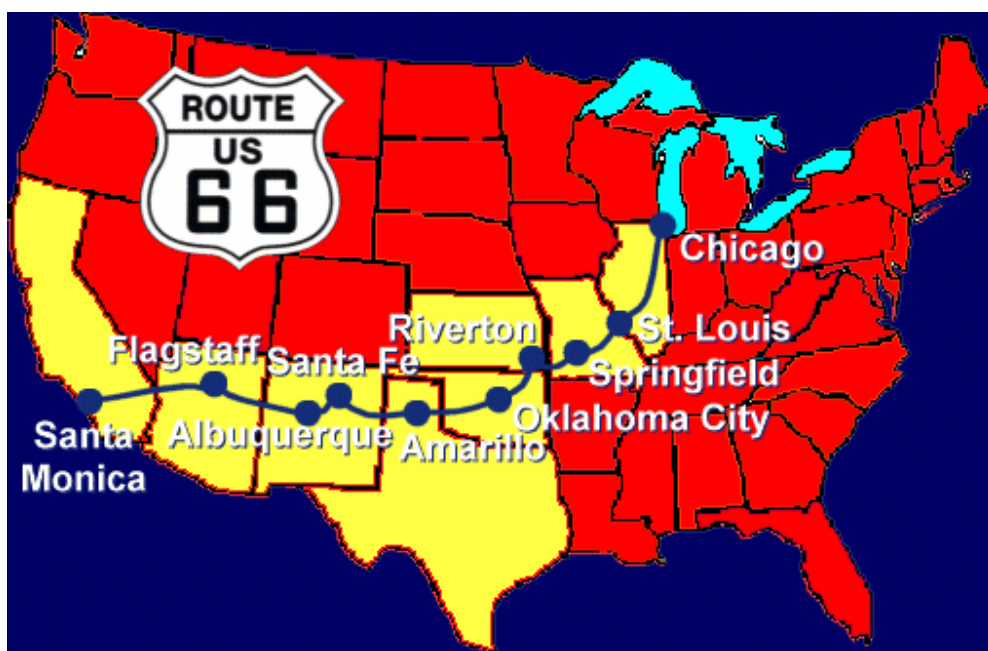 ROUTE
US
66
Chicago
Riverton
St. Louis
Flagstaff
Santa Fe
Springfield
Oklahoma City
Albuquerque
Amarillo
Santa
Monica